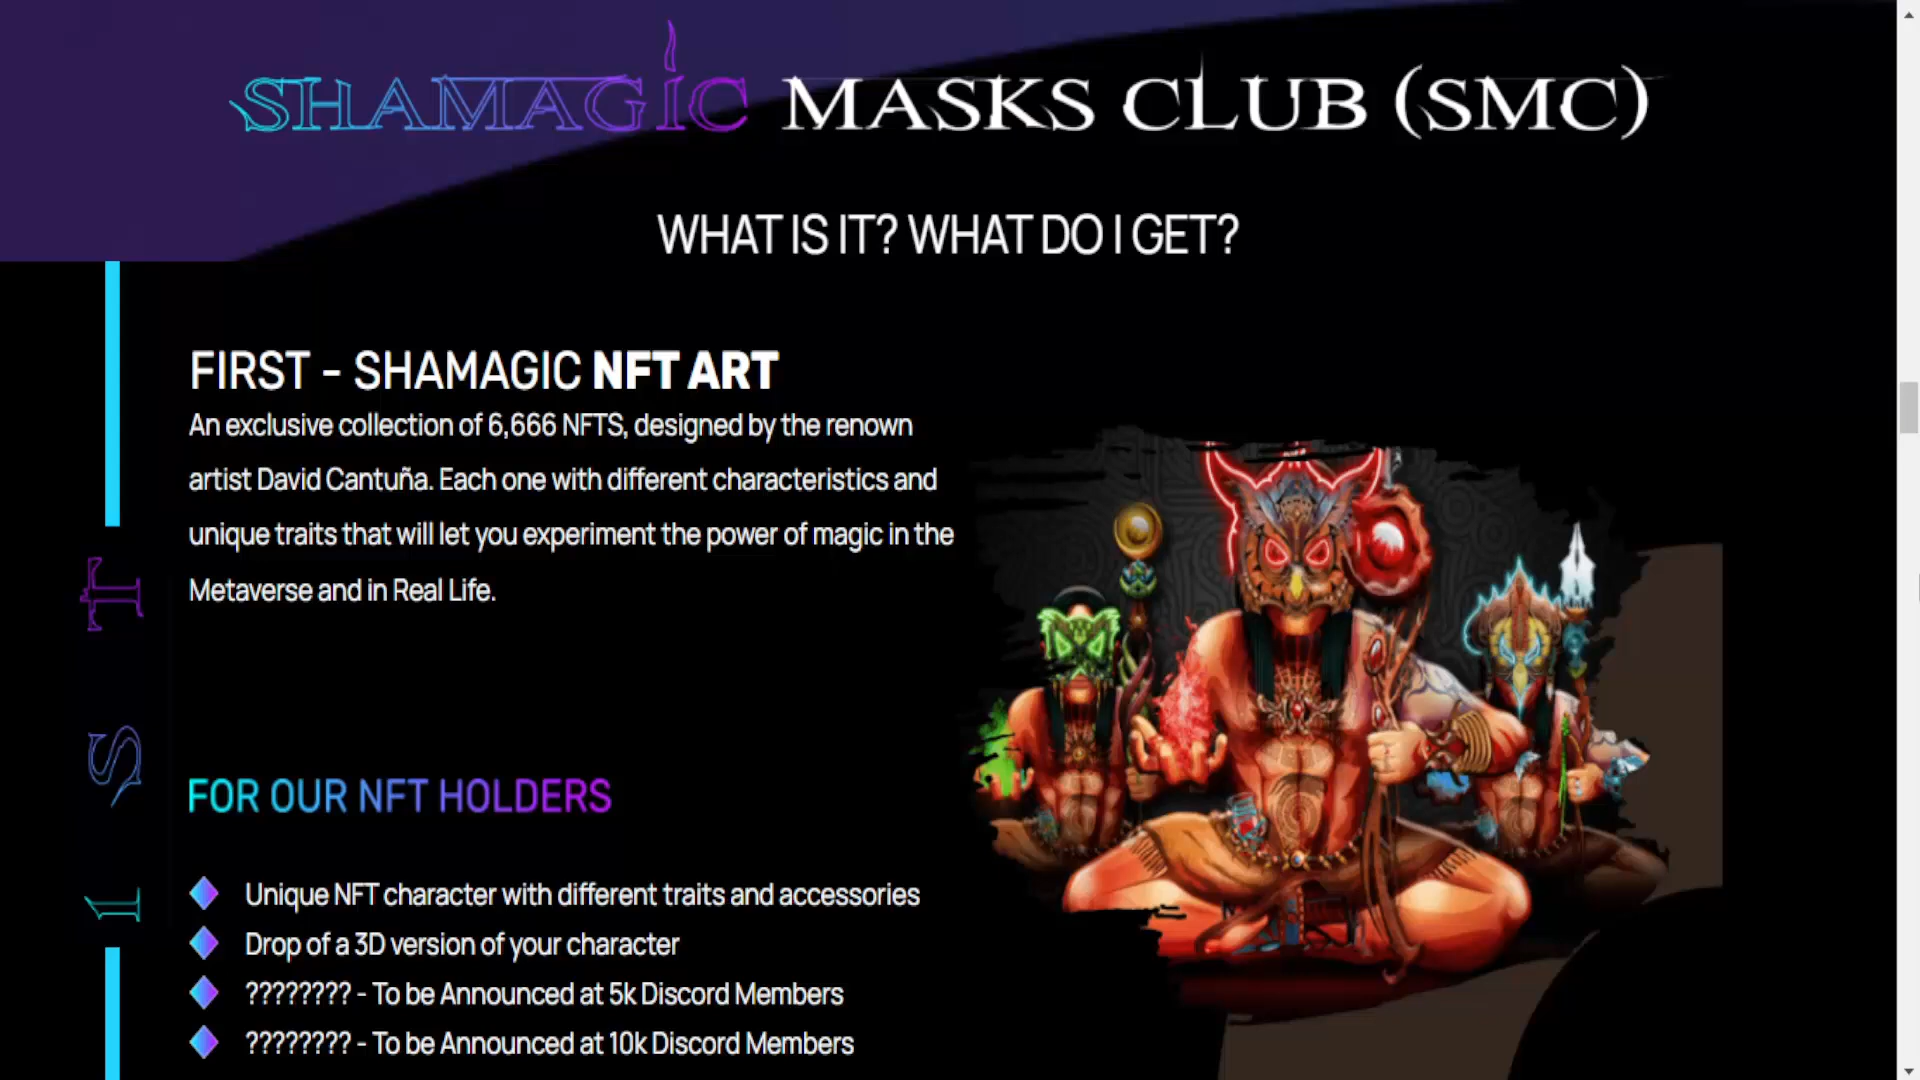 SHAMAGIC MASKS CLUB (SMC)
WHAT IS IT? WHAT DO I GET?
FIRST - SHAMAGIC NFT ART
An exclusive collection of 6,666 NFTS, designed by the renown
artist David Cantuña. Each one with different characteristics and
unique traits that will let you experiment the power of magic in the
Metaverse and in Real Life.
1ST
FOR OUR NFT HOLDERS
Unique NFT character with different traits and accessories
Drop of a 3D version of your character
???????? - To be Announced at 5k Discord Members
???????? - To be Announced at 10k Discord Members